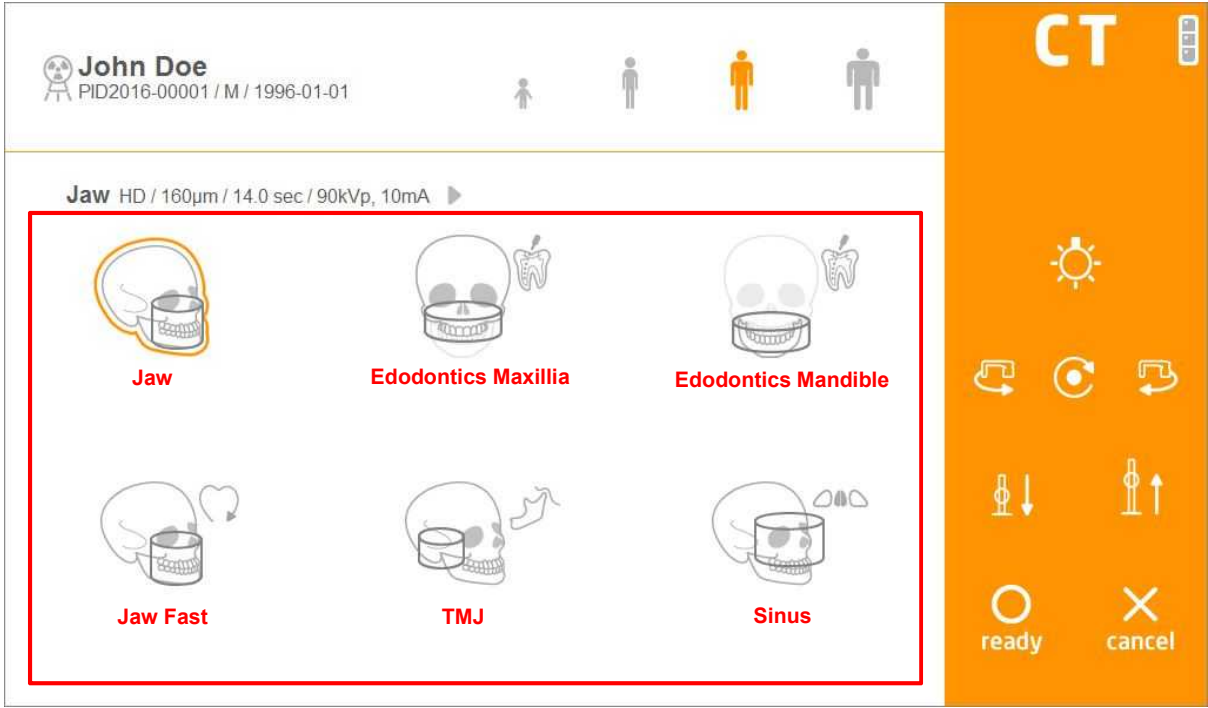 CT
John Doe
PID2016-00001 / M / 1996-01-01
Jaw HD / 160µm / 14.0 sec / 90kVp, 10mA
Jaw
Edodontics Maxillia
Edodontics Mandible
Jaw Fast
TMJ
Sinus
ready
cancel